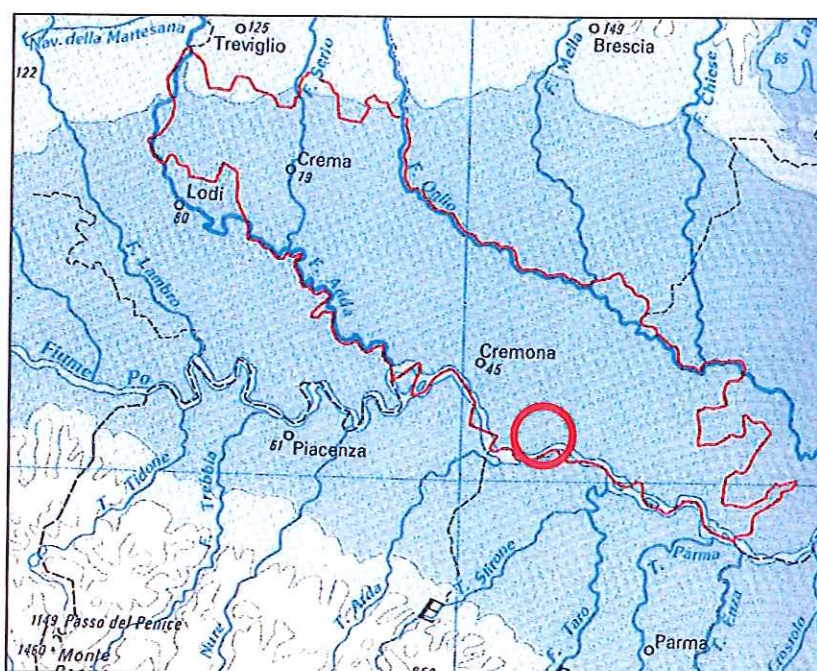 Nav. della Martesana
125
Treviglio
F. Serio
149
Brescia
F. Mella
F. Chiese
65
122
Crema
79
Lodi
80
F. Oglio
F. Lambro
F. Adda
Cremona
45
Fiume
Po
Piacenza
61
T. Tidone
F. Trebbia
Nure
T. Adda
T. Stirone
F. Taro
T. Parma
T. Enza
Parma
1149 Passo del Penice
1460 Monte